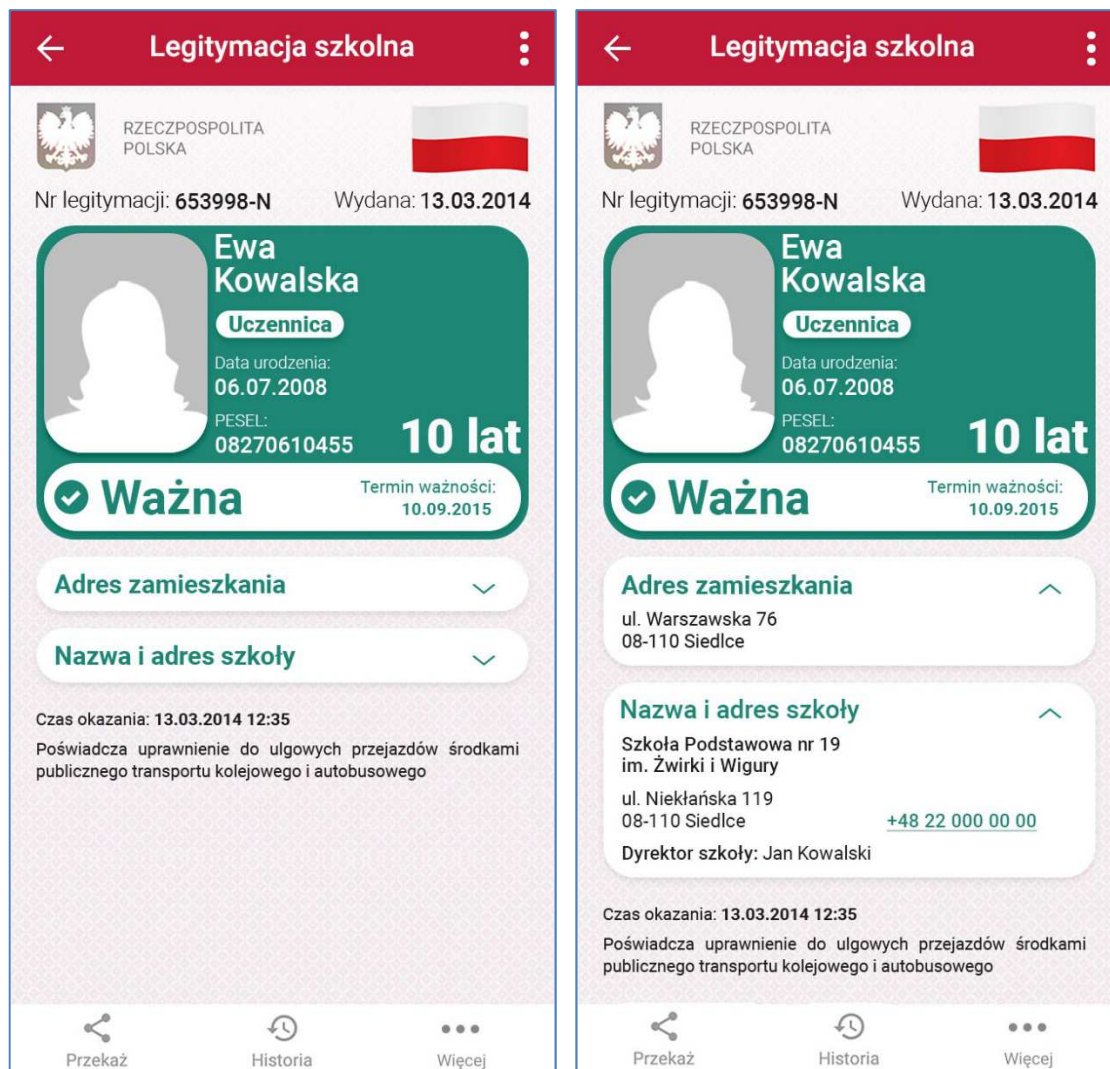 Legitymacja szkolna
RZECZPOSPOLITA
POLSKA
Nr legitymacji: 653998-N Wydana: 13.03.2014
Ewa
Kowalska
Uczennica
Data urodzenia:
06.07.2008
PESEL:
08270610455
10 lat
Ważna
Termin ważności:
10.09.2015
Adres zamieszkania
Nazwa i adres szkoły
Czas okazania: 13.03.2014 12:35
Poświadcza uprawnienie do ulgowych przejazdów środkami
publicznego transportu kolejowego i autobusowego
Przekaż Historia Więcej
Legitymacja szkolna
RZECZPOSPOLITA
POLSKA
Nr legitymacji: 653998-N Wydana: 13.03.2014
Ewa
Kowalska
Uczennica
Data urodzenia:
06.07.2008
PESEL:
08270610455
10 lat
Ważna
Termin ważności:
10.09.2015
Adres zamieszkania
ul. Warszawska 76
08-110 Siedlce
Nazwa i adres szkoły
Szkoła Podstawowa nr 19
im. Żwirki i Wigury
ul. Niekłańska 119
08-110 Siedlce +48 22 000 00 00
Dyrektor szkoły: Jan Kowalski
Czas okazania: 13.03.2014 12:35
Poświadcza uprawnienie do ulgowych przejazdów środkami
publicznego transportu kolejowego i autobusowego
Przekaż Historia Więcej